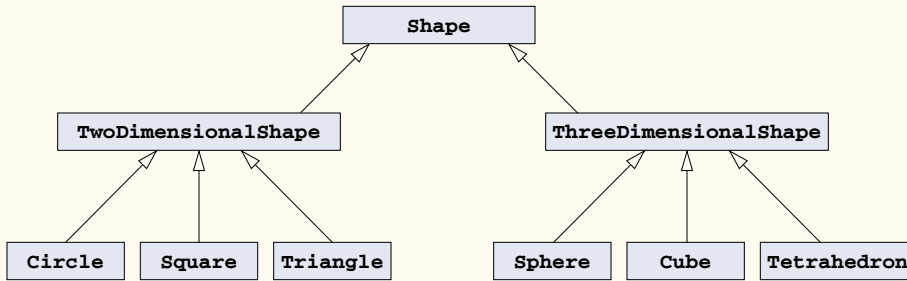 Shape
TwoDimensionalShape ThreeDimensionalShape
Circle Square Triangle Sphere Cube Tetrahedron